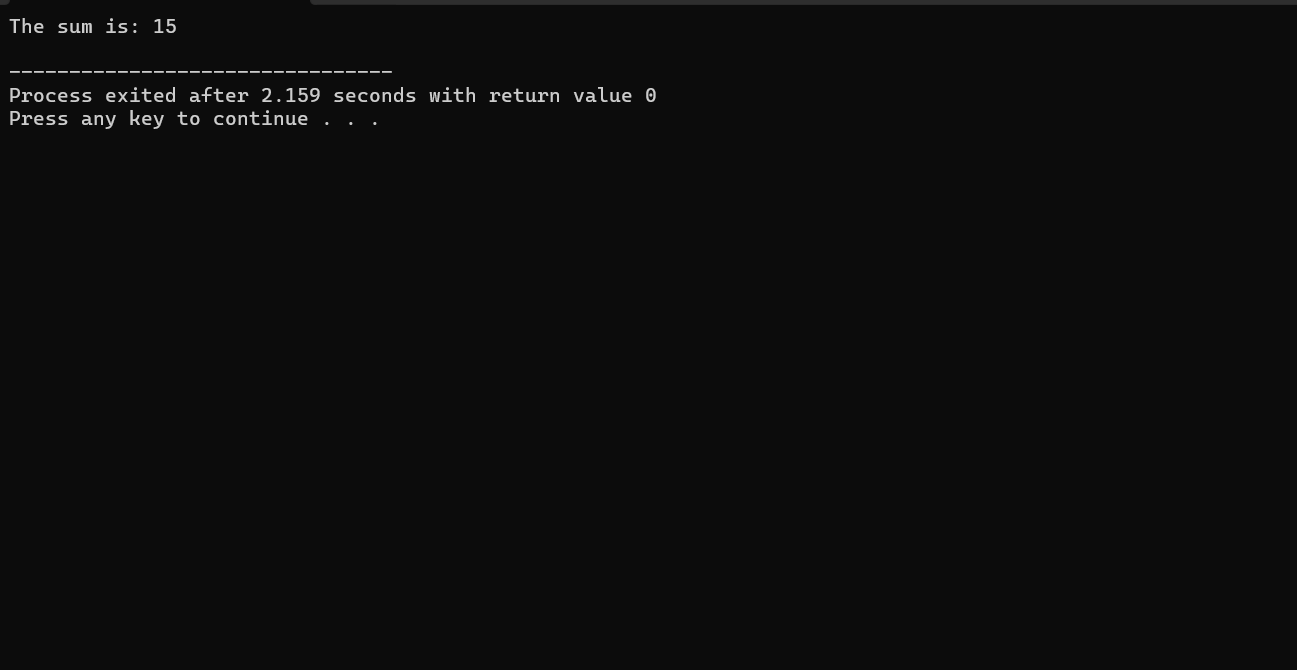 The sum is: 15
--------------------------------
Process exited after 2.159 seconds with return value 0
Press any key to continue . . .